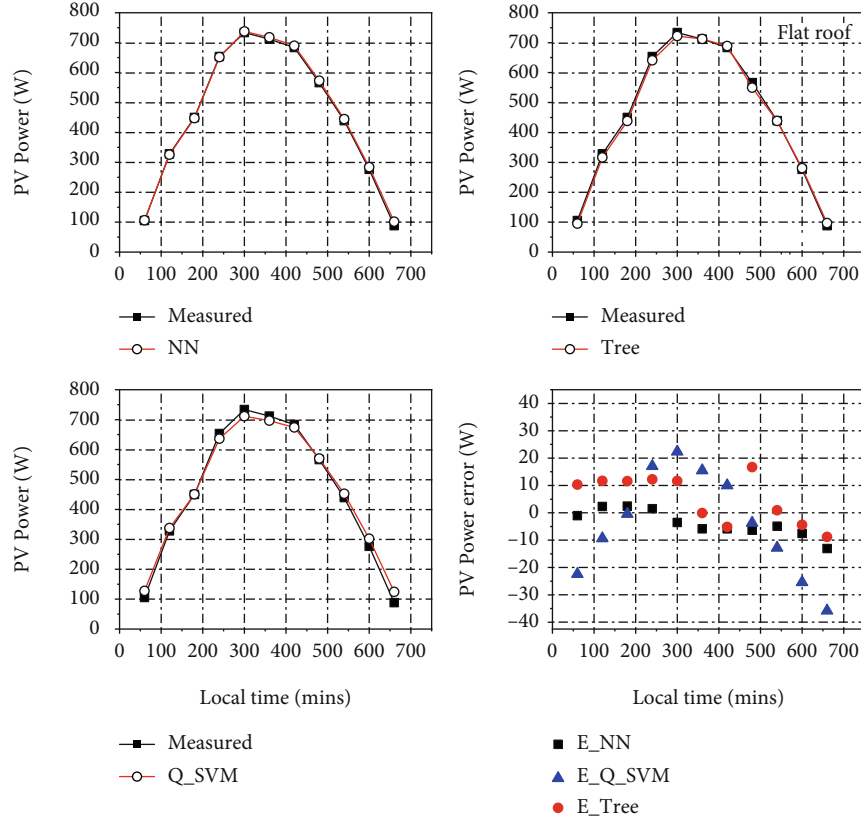 800
700
600
500
400
300
200
100
0
PV Power (W)
0 100 200 300 400 500 600 700
Measured
NN
Flat roof
800
700
600
500
400
300
200
100
0
PV Power (W)
0 100 200 300 400 500 600 700
Measured
Tree
800
700
600
500
400
300
200
100
0
PV Power (W)
0 100 200 300 400 500 600 700
Local time (mins)
Measured
Q_SVM
40
30
20
10
0
−10
−20
−30
−40
PV Power error (W)
0 100 200 300 400 500 600 700
Local time (mins)
E_NN
E_Q_SVM
E_Tree